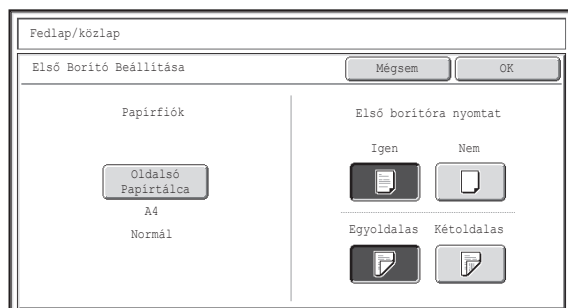 Fedlap/közlap
Első Borító Beállítása
Mégsem
OK
Papírfiók
Oldalsó
Papírtálca
A4
Normál
Első borítóra nyomtat
Igen
Nem
Egyoldalas
Kétoldalas